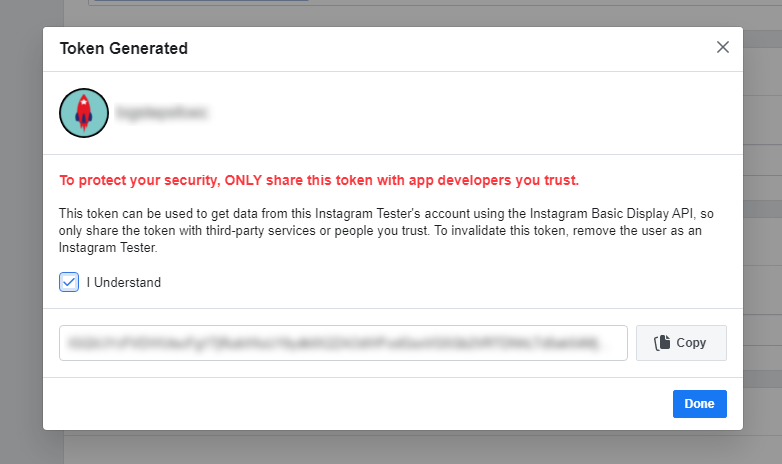 Token Generated
To protect your security, ONLY share this token with app developers you trust.
This token can be used to get data from this Instagram Tester's account using the Instagram Basic Display API, so
only share the token with third-party services or people you trust. To invalidate this token, remove the user as an
Instagram Tester.
I Understand
Copy
Done